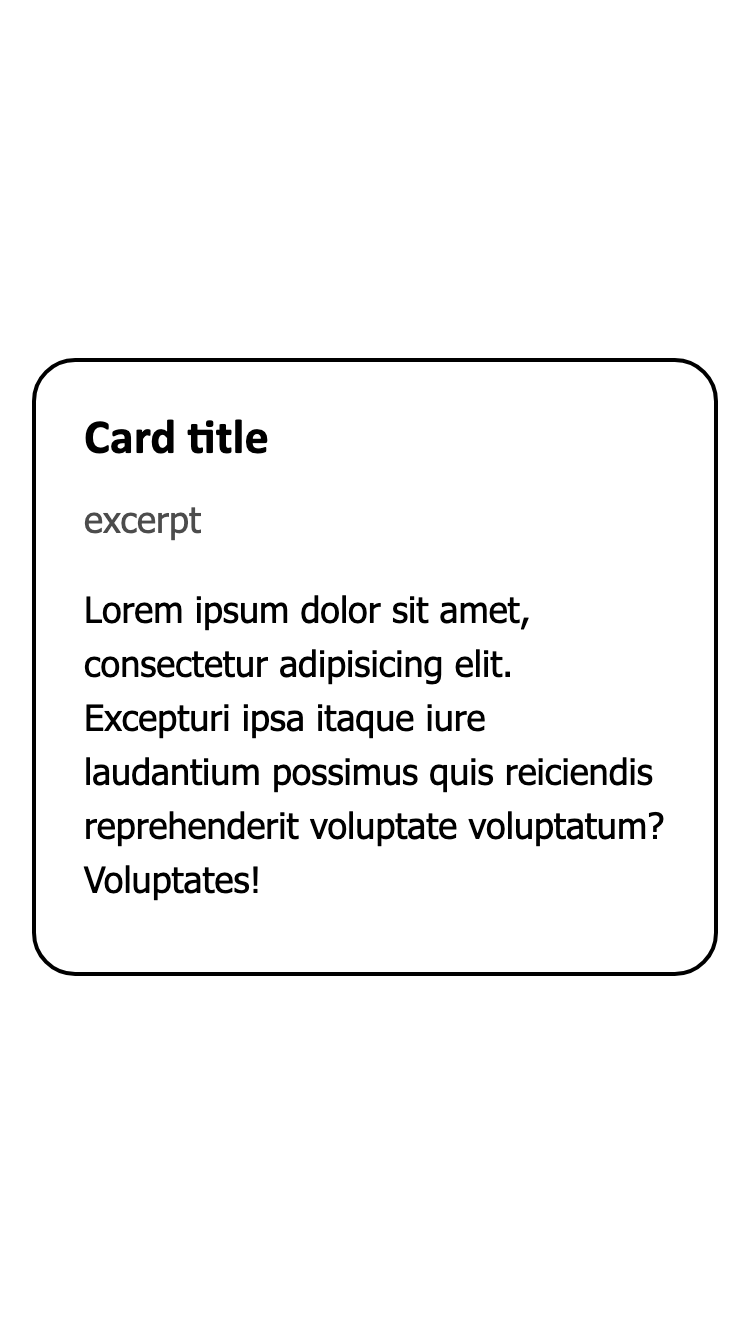 Card title
excerpt
Lorem ipsum dolor sit amet,
consectetur adipisicing elit.
Excepturi ipsa itaque iure
laudantium possimus quis reiciendis
reprehenderit voluptate voluptatum?
Voluptates!